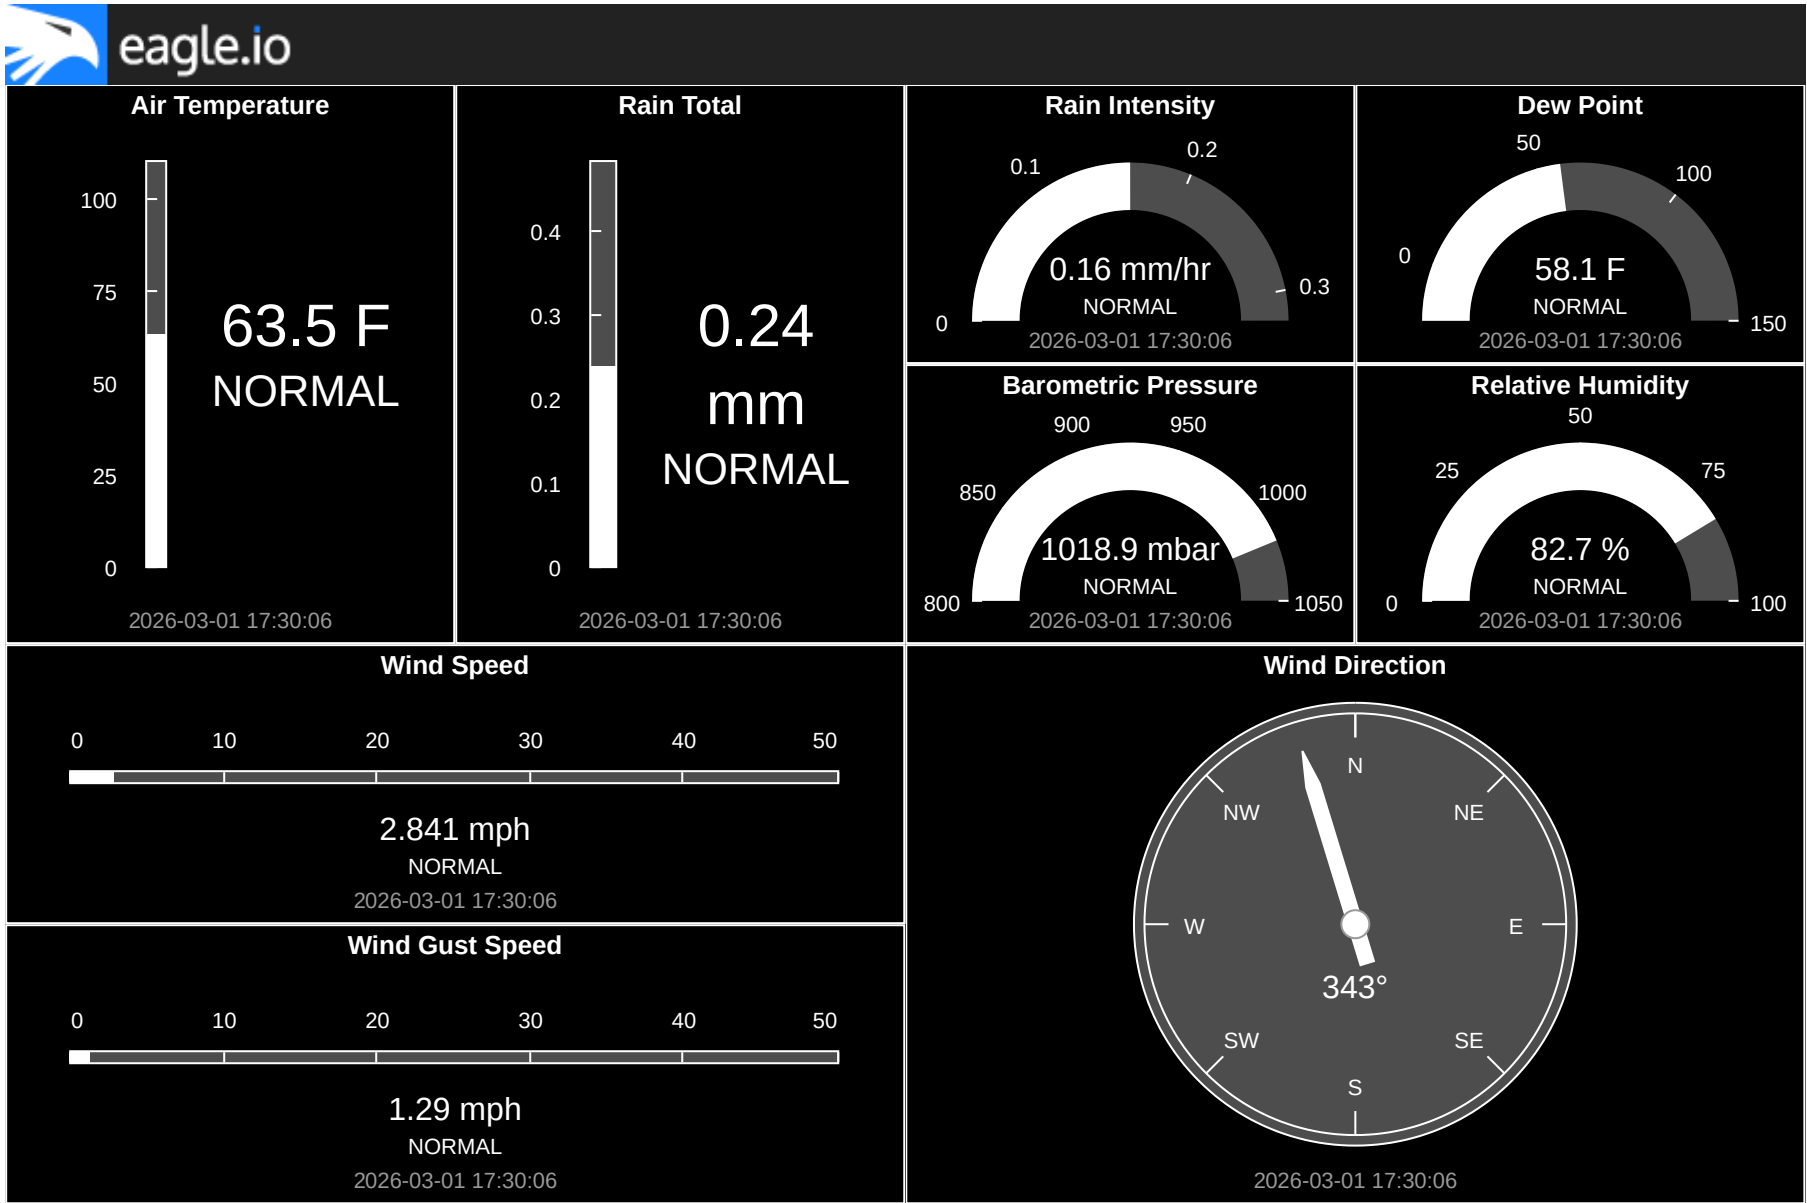 eagle.io
Air Temperature
100
75
50
25
0
63.5 F
NORMAL
2026-03-01 17:30:06
Rain Total
0.4
0.3
0.2
0.1
0
0.24
mm
NORMAL
2026-03-01 17:30:06
Rain Intensity
0
0.1
0.2
0.3
0.16 mm/hr
NORMAL
2026-03-01 17:30:06
Dew Point
0
50
100
150
58.1 F
NORMAL
2026-03-01 17:30:06
Barometric Pressure
800
850
900
950
1000
1050
1018.9 mbar
NORMAL
2026-03-01 17:30:06
Relative Humidity
0
25
50
75
100
82.7 %
NORMAL
2026-03-01 17:30:06
Wind Speed
0 10 20 30 40 50
2.841 mph
NORMAL
2026-03-01 17:30:06
Wind Gust Speed
0 10 20 30 40 50
1.29 mph
NORMAL
2026-03-01 17:30:06
Wind Direction
N
NW NE
W E
343°
SW SE
S
2026-03-01 17:30:06